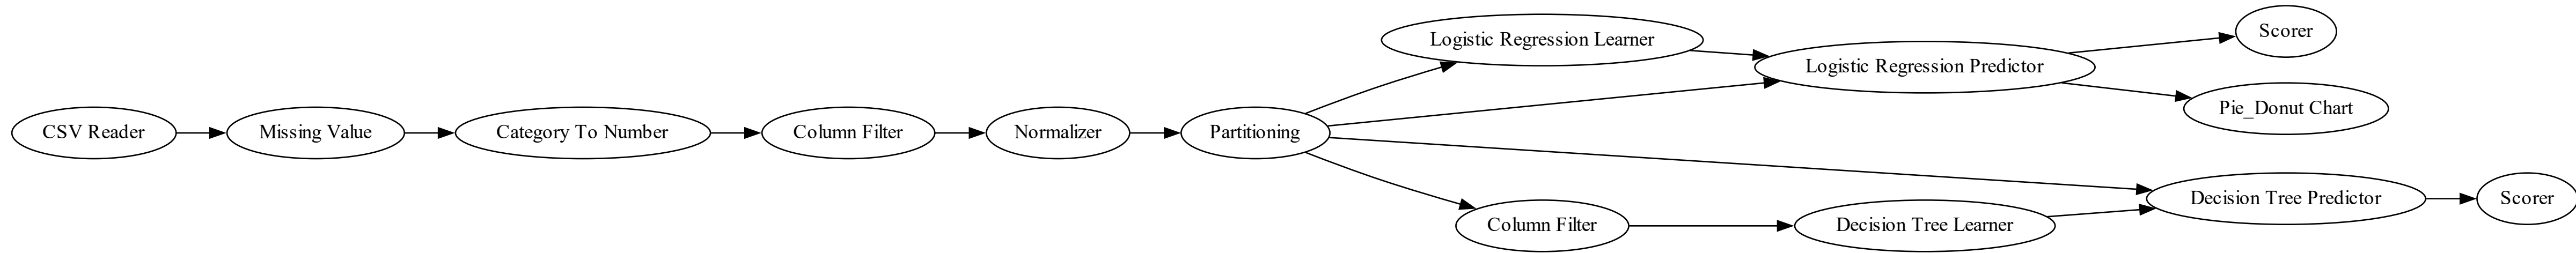 CSV Reader
Missing Value
Category To Number
Column Filter
Normalizer
Partitioning
Logistic Regression Learner
Logistic Regression Predictor
Scorer
Pie_Donut Chart
Column Filter
Decision Tree Learner
Decision Tree Predictor
Scorer